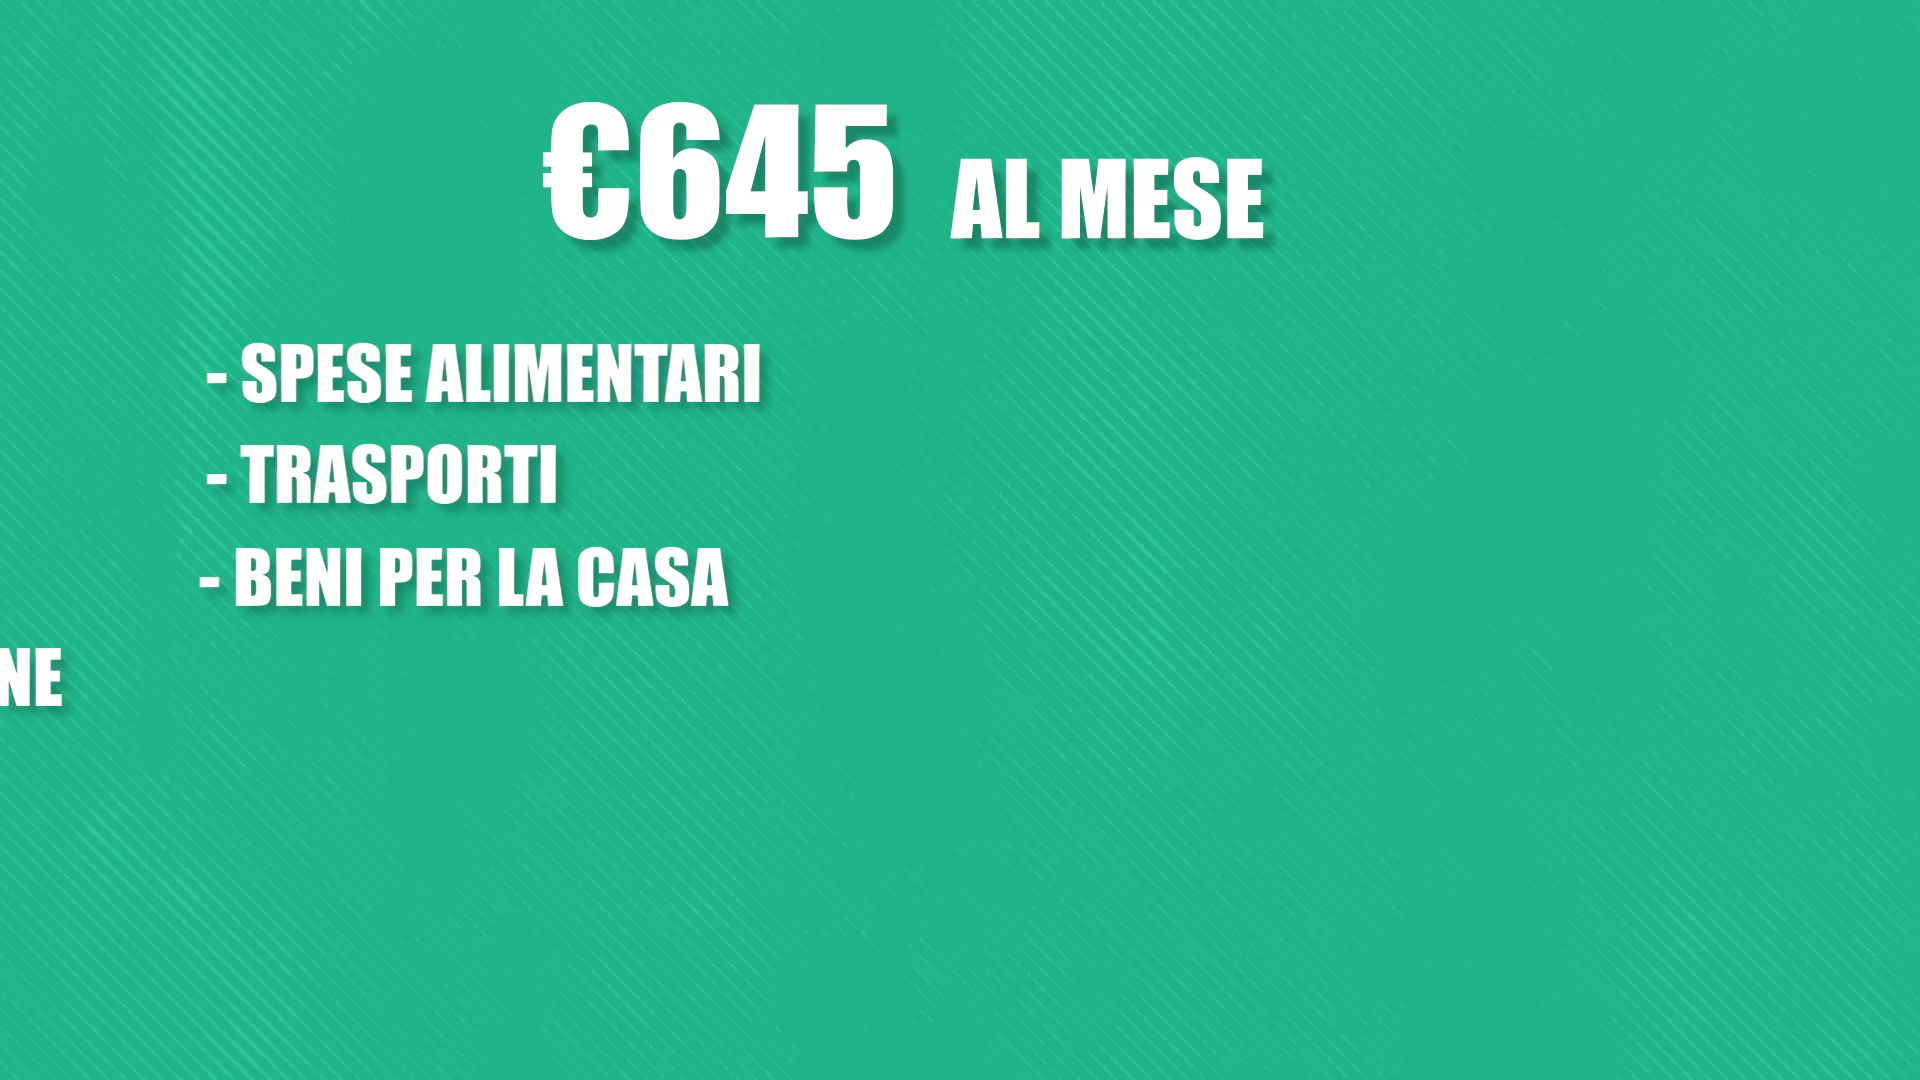 €645 AL MESE
- SPESE ALIMENTARI
- TRASPORTI
- BENI PER LA CASA
NE